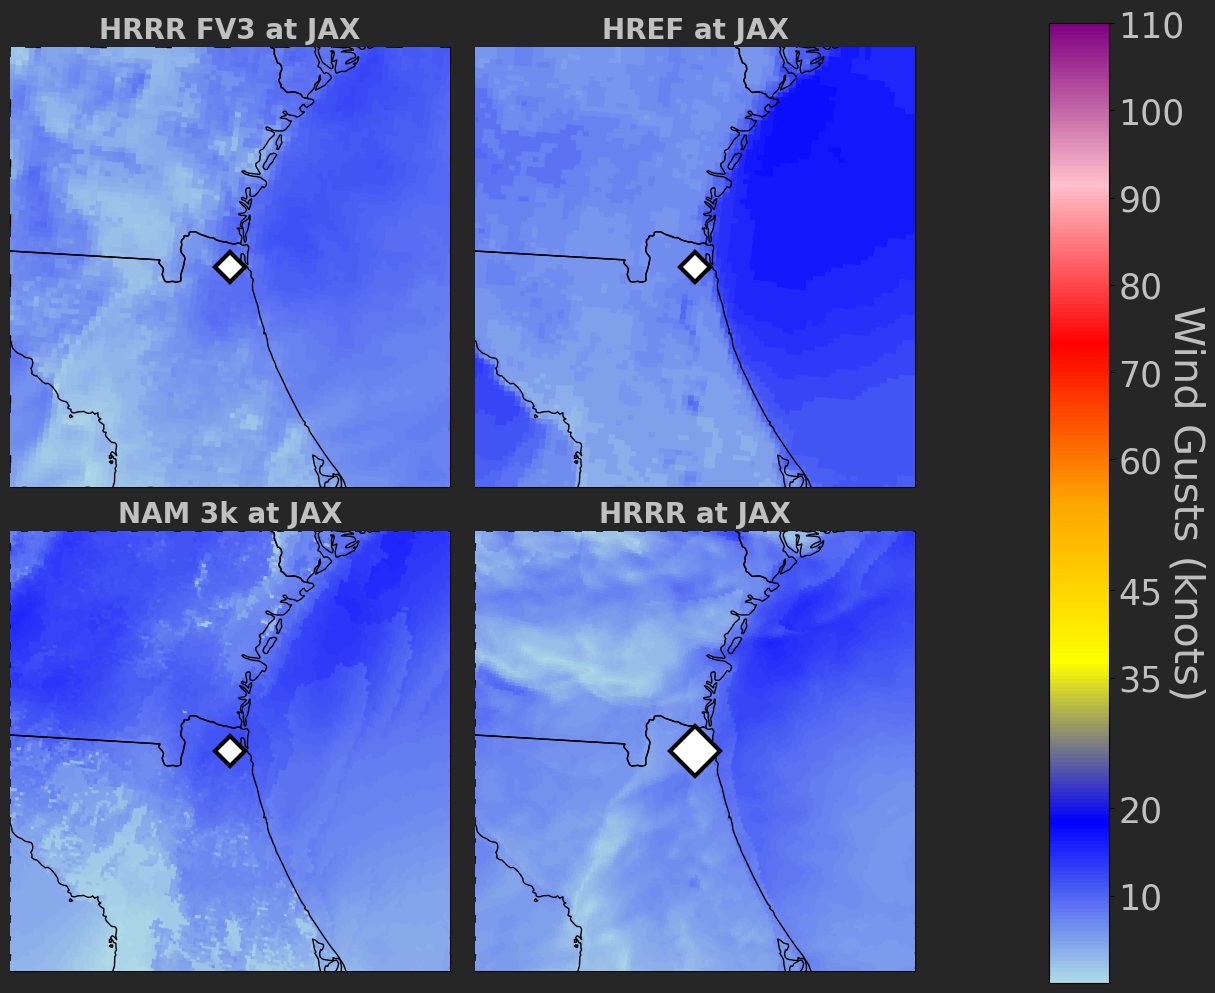 HRRR FV3 at JAX
HREF at JAX
NAM 3k at JAX
HRRR at JAX
110
100
90
80
70
60
45
35
20
10
Wind Gusts (knots)